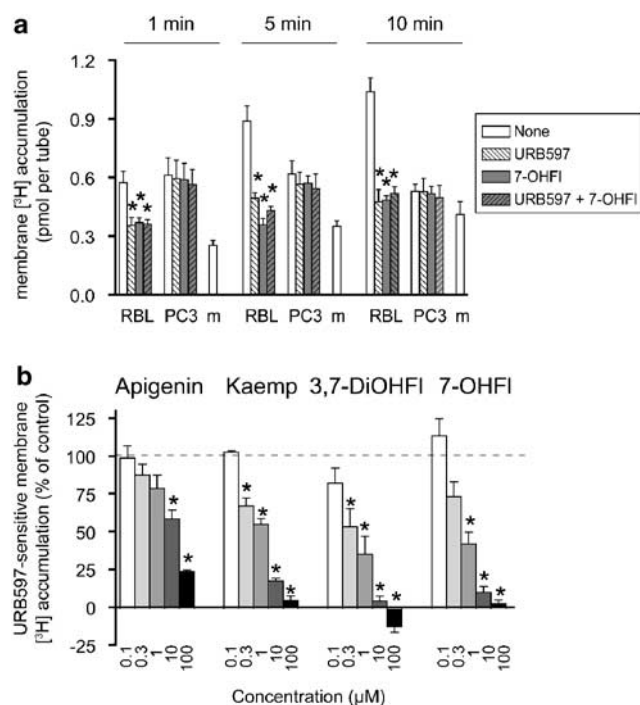 a
1 min 5 min 10 min
membrane [³H] accumulation
(pmol per tube)
1.2
0.9
0.6
0.3
0.0
* * * * * * * * *
RBL PC3 m RBL PC3 m RBL PC3 m
None
URB597
7-OHFl
URB597 + 7-OHFl
b
Apigenin Kaemp 3,7-DiOHFl 7-OHFl
URB597-sensitive membrane
[³H] accumulation (% of control)
125
100
75
50
25
0
-25
* * * * * * * * * * * * * *
0.1 0.3 1 10 100 0.1 0.3 1 10 100 0.1 0.3 1 10 100 0.1 0.3 1 10 100
Concentration (µM)